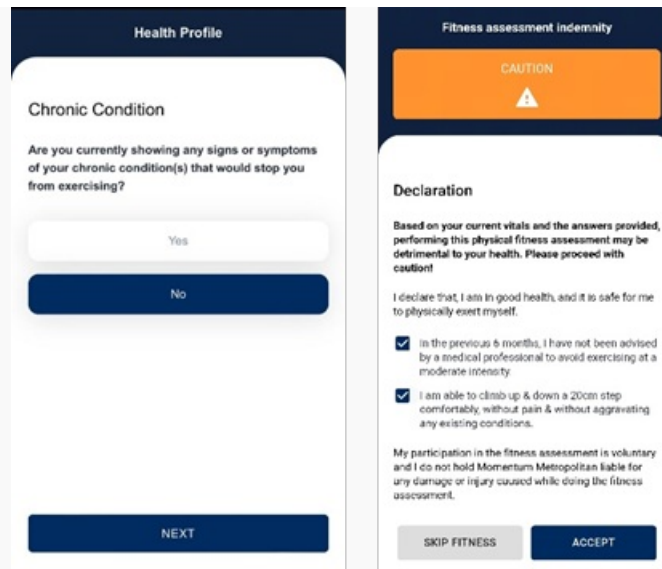 Health Profile
Chronic Condition
Are you currently showing any signs or symptoms
of your chronic condition(s) that would stop you
from exercising?
Yes
No
NEXT
Fitness assessment indemnity
CAUTION
Declaration
Based on your current vitals and the answers provided,
performing this physical fitness assessment may be
detrimental to your health. Please proceed with
caution!
I declare that, I am in good health, and it is safe for me
to physically exert myself.
In the previous 6 months, I have not been advised
by a medical professional to avoid exercising at a
moderate intensity.
I am able to climb up & down a 20cm step
comfortably, without pain & without aggravating
any existing conditions.
My participation in the fitness assessment is voluntary
and I do not hold Momentum Metropolitan liable for
any damage or injury caused while doing the fitness
assessment.
SKIP FITNESS
ACCEPT